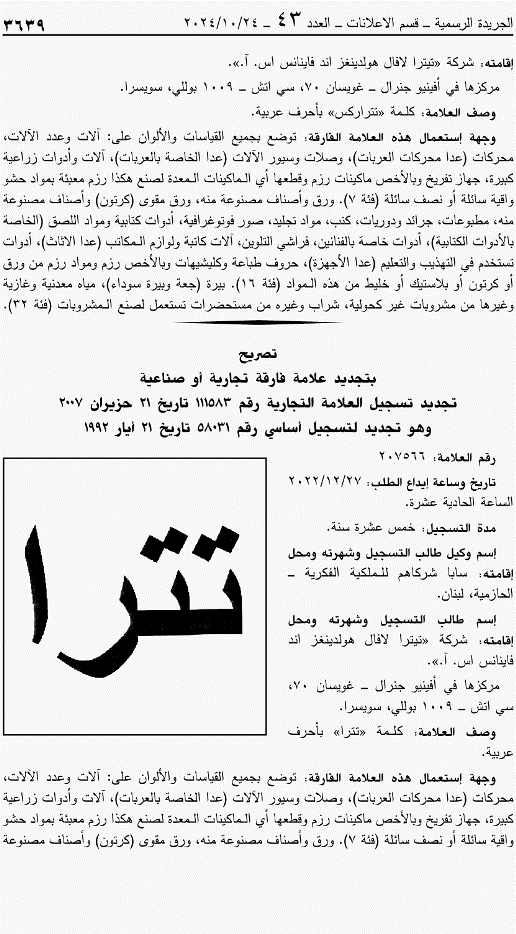 الجريدة الرسمية ــ قسم الاعلانات ــ العدد ٤٣ ــ ٢٠٢٤/١٠/٢٤
٣٦٣٩
إقامته: شركة «تيترا لافال هولدينغز اند فاينانس اس. آ.».
مركزها في أفينيو جنرال ــ غويسان ٧٠، سي اتش ــ ١٠٠٩ بوللي، سويسرا.
وصف العلامة: كلمة «تتراركس» بأحرف عربية.
وجهة إستعمال هذه العلامة الفارقة: توضع بجميع القياسات والألوان على: آلات وعدد الآلات،
محركات (عدا محركات العربات)، وصلات وسيور الآلات (عدا الخاصة بالعربات)، آلات وأدوات زراعية
كبيرة، جهاز تفريخ وبالأخص ماكينات رزم وقطعها أي الماكينات المعدة لصنع هكذا رزم معبئة بمواد حشو
واقية سائلة أو نصف سائلة (فئة ٧). ورق وأصناف مصنوعة منه، ورق مقوى (كرتون) وأصناف مصنوعة
منه، مطبوعات، جرائد ودوريات، كتب، مواد تجليد، صور فوتوغرافية، أدوات كتابية ومواد اللصق (الخاصة
بالأدوات الكتابية)، أدوات خاصة بالفنانين، فراشي التلوين، آلات كاتبة ولوازم المكاتب (عدا الاثاث)، أدوات
تستخدم في التهذيب والتعليم (عدا الأجهزة)، حروف طباعة وكليشيهات وبالأخص رزم ومواد رزم من ورق
أو كرتون أو بلاستيك أو خليط من هذه المواد (فئة ١٦). بيرة (جعة وبيرة سوداء)، مياه معدنية وغازية
وغيرها من مشروبات غير كحولية، شراب وغيره من مستحضرات تستعمل لصنع المشروبات (فئة ٣٢).
تصريح
بتجديد علامة فارقة تجارية أو صناعية
تجديد تسجيل العلامة التجارية رقم ١١١٥٨٣ تاريخ ٢١ حزيران ٢٠٠٧
وهو تجديد لتسجيل أساسي رقم ٥٨٠٣١ تاريخ ٢١ أيار ١٩٩٢
رقم العلامة: ٢٠٧٥٦٦
تاريخ وساعة إيداع الطلب: ٢٠٢٢/١٢/٢٧
الساعة الحادية عشرة.
مدة التسجيل: خمس عشرة سنة.
إسم وكيل طالب التسجيل وشهرته ومحل
إقامته: سابا شركاهم للملكية الفكرية ــ
الحازمية، لبنان.
إسم طالب التسجيل وشهرته ومحل
إقامته: شركة «تيترا لافال هولدينغز اند
فاينانس اس. آ.».
مركزها في أفينيو جنرال ــ غويسان ٧٠،
سي اتش ــ ١٠٠٩ بوللي، سويسرا.
وصف العلامة: كلمة «تترا» بأحرف
عربية.
تترا
وجهة إستعمال هذه العلامة الفارقة: توضع بجميع القياسات والألوان على: آلات وعدد الآلات،
محركات (عدا محركات العربات)، وصلات وسيور الآلات (عدا الخاصة بالعربات)، آلات وأدوات زراعية
كبيرة، جهاز تفريخ وبالأخص ماكينات رزم وقطعها أي الماكينات المعدة لصنع هكذا رزم معبئة بمواد حشو
واقية سائلة أو نصف سائلة (فئة ٧). ورق وأصناف مصنوعة منه، ورق مقوى (كرتون) وأصناف مصنوعة